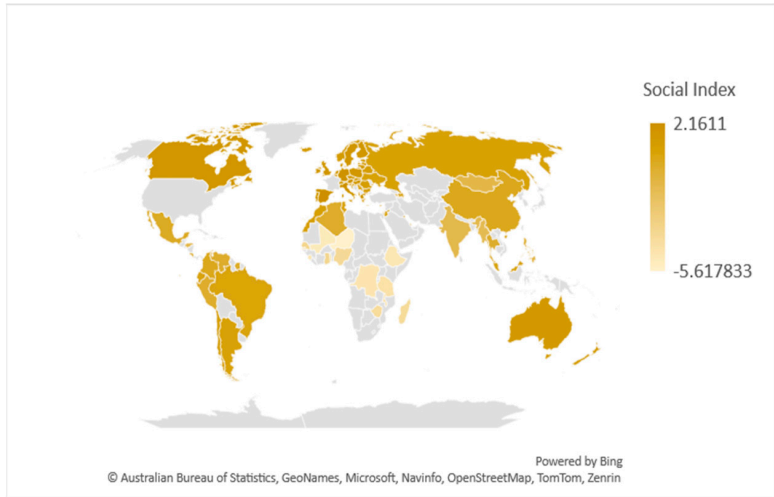 Social Index
2.1611
-5.617833
Powered by Bing
© Australian Bureau of Statistics, GeoNames, Microsoft, Navinfo, OpenStreetMap, TomTom, Zenrin